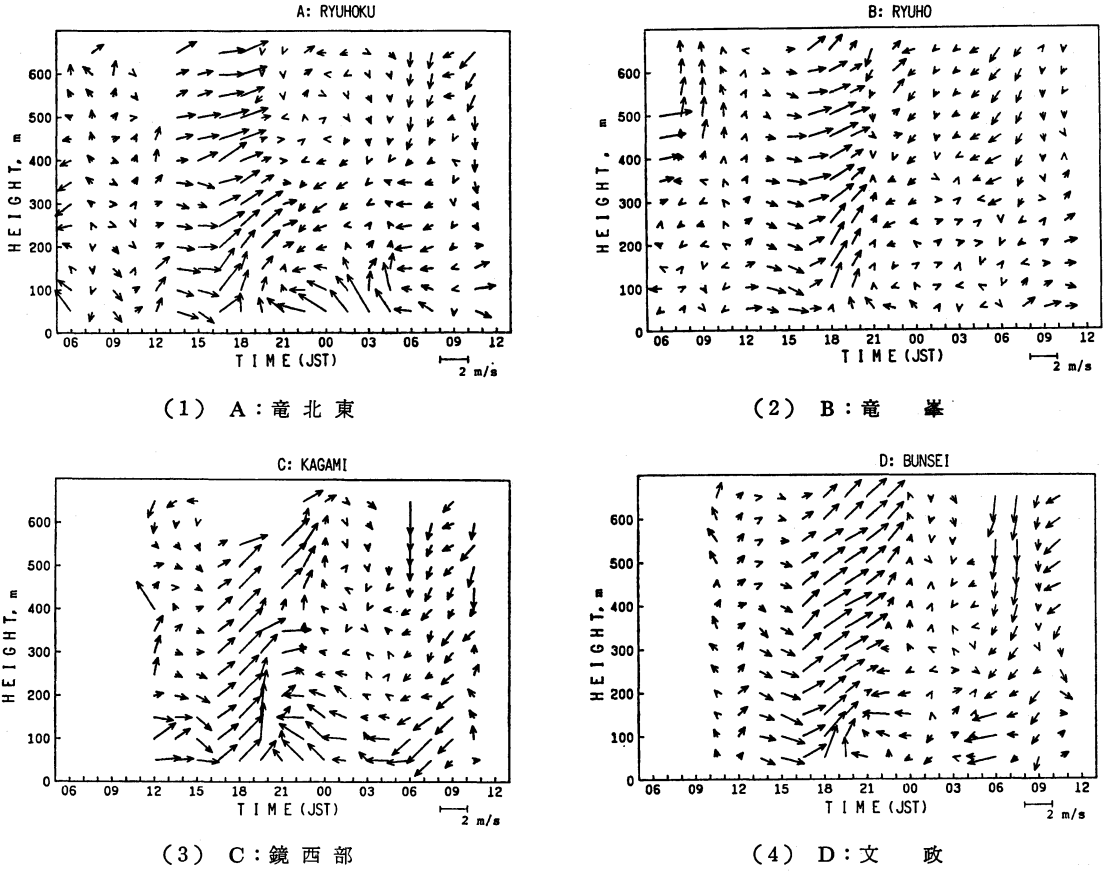 A: RYUHOKU
HEIGHT, m
600
500
400
300
200
100
0
06 09 12 15 18 21 00 03 06 09 12
TIME (JST)
2 m/s
(1) A:竜北東
B: RYUHO
HEIGHT, m
600
500
400
300
200
100
0
06 09 12 15 18 21 00 03 06 09 12
TIME (JST)
2 m/s
(2) B:竜 峯
C: KAGAMI
HEIGHT, m
600
500
400
300
200
100
0
06 09 12 15 18 21 00 03 06 09 12
TIME (JST)
2 m/s
(3) C:鏡西部
D: BUNSEI
HEIGHT, m
600
500
400
300
200
100
0
06 09 12 15 18 21 00 03 06 09 12
TIME (JST)
2 m/s
(4) D:文 政